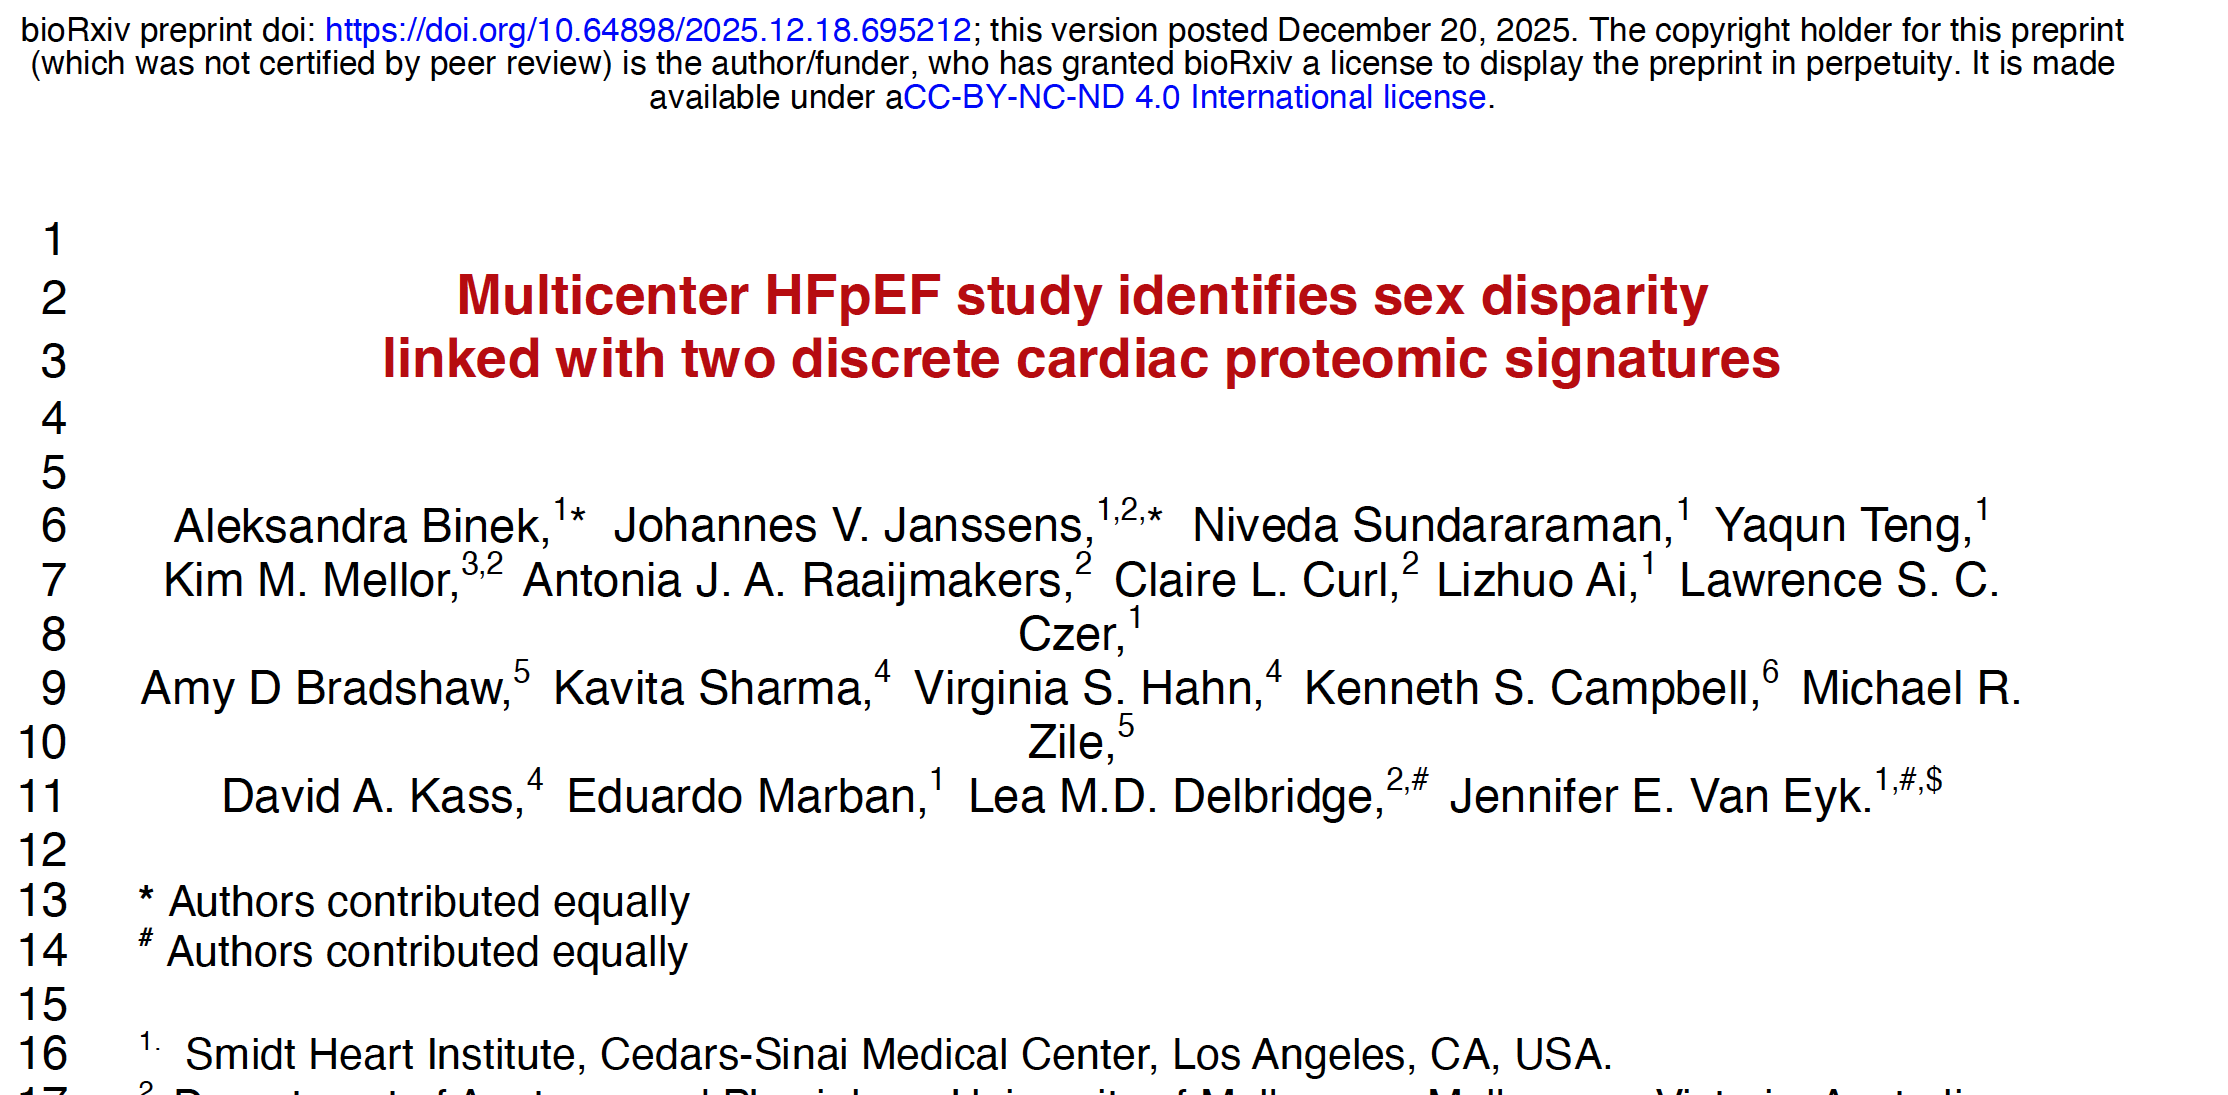 bioRxiv preprint doi: https://doi.org/10.64898/2025.12.18.695212; this version posted December 20, 2025. The copyright holder for this preprint
(which was not certified by peer review) is the author/funder, who has granted bioRxiv a license to display the preprint in perpetuity. It is made
available under aCC-BY-NC-ND 4.0 International license.
1
2 Multicenter HFpEF study identifies sex disparity
3 linked with two discrete cardiac proteomic signatures
4
5
6 Aleksandra Binek,1* Johannes V. Janssens,1,2,* Niveda Sundararaman,1 Yaqun Teng,1
7 Kim M. Mellor,3,2 Antonia J. A. Raaijmakers,2 Claire L. Curl,2 Lizhuo Ai,1 Lawrence S. C.
8 Czer,1
9 Amy D Bradshaw,5 Kavita Sharma,4 Virginia S. Hahn,4 Kenneth S. Campbell,6 Michael R.
10 Zile,5
11 David A. Kass,4 Eduardo Marban,1 Lea M.D. Delbridge,2,# Jennifer E. Van Eyk.1,#,$
12
13 * Authors contributed equally
14 # Authors contributed equally
15
16 1. Smidt Heart Institute, Cedars-Sinai Medical Center, Los Angeles, CA, USA.